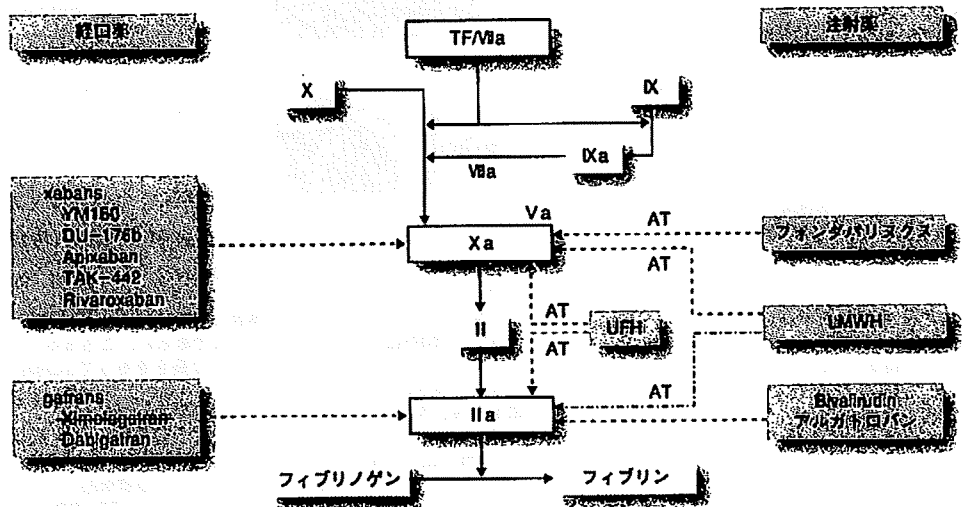 経口薬
TF/Ⅶa
注射薬
X
Ⅸ
Ⅸa
Ⅷa
xabans
YM150
DU-176b
Apixaban
TAK-442
Rivaroxaban
Va
Xa
AT
フォンダパリヌクス
AT
AT
UFH
AT
LMWH
Ⅱ
gatrans
Ximelagatran
Dabigatran
AT
Ⅱa
Bivalirudin
アルガトロバン
フィブリノゲン
フィブリン